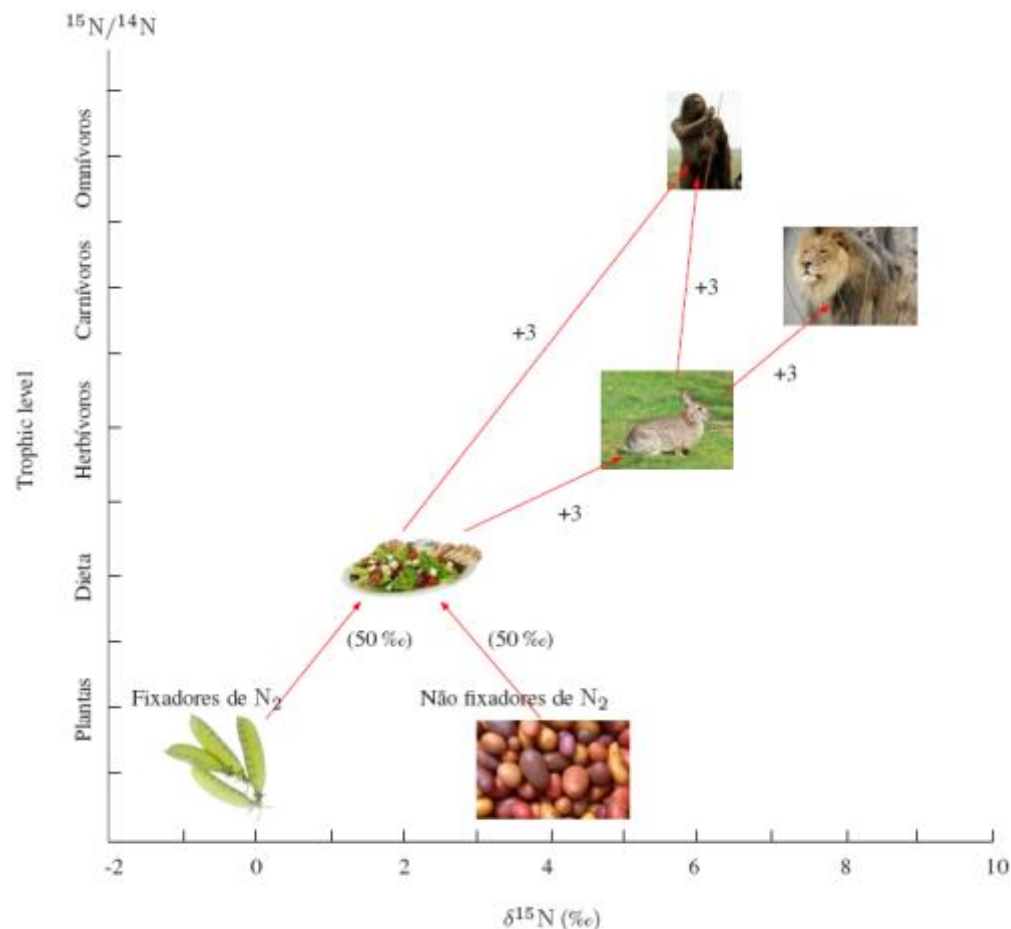 ¹⁵N/¹⁴N
Omnívoros
Carnívoros
+3
+3
Trophic level
Herbívoros
+3
+3
Dieta
(50 ‰)
(50 ‰)
Plantas
Fixadores de N₂
Não fixadores de N₂
-2
0
2
4
6
8
10
δ¹⁵N (‰)